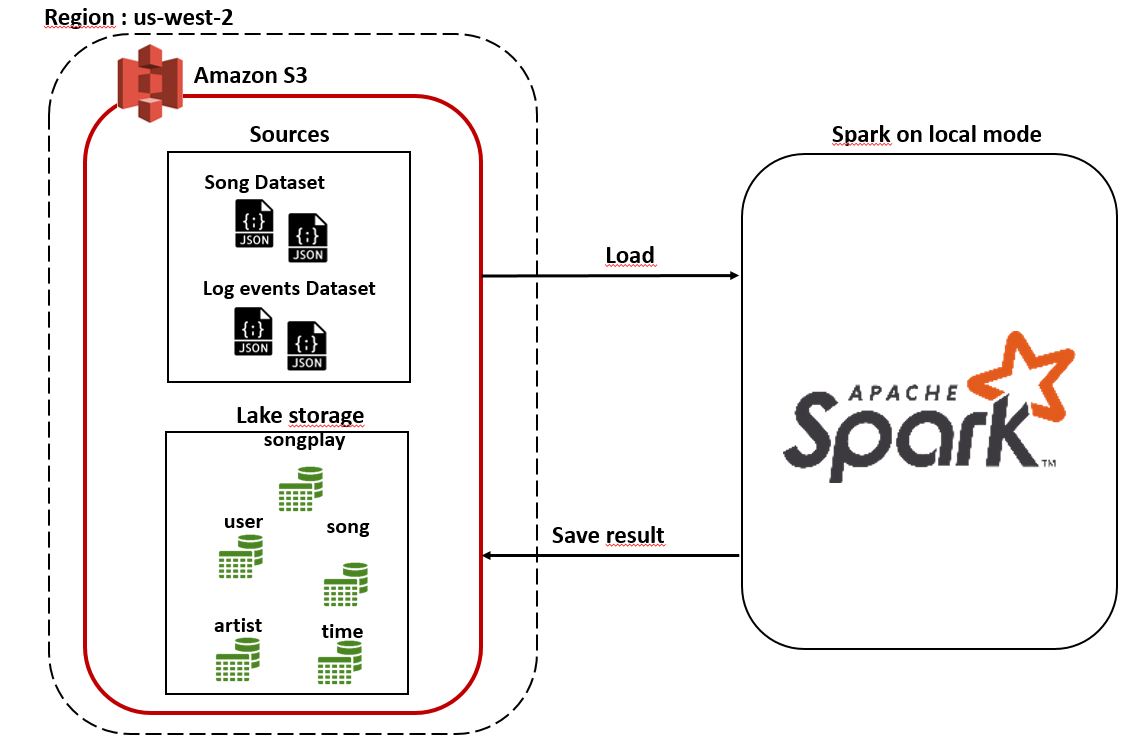 Region : us-west-2
Amazon S3
Sources
Song Dataset
{;} {;}
JSON JSON
Log events Dataset
{;} {;}
JSON JSON
Lake storage
songplay
user
song
artist
time
Load
Save result
Spark on local mode
APACHE
Spark™